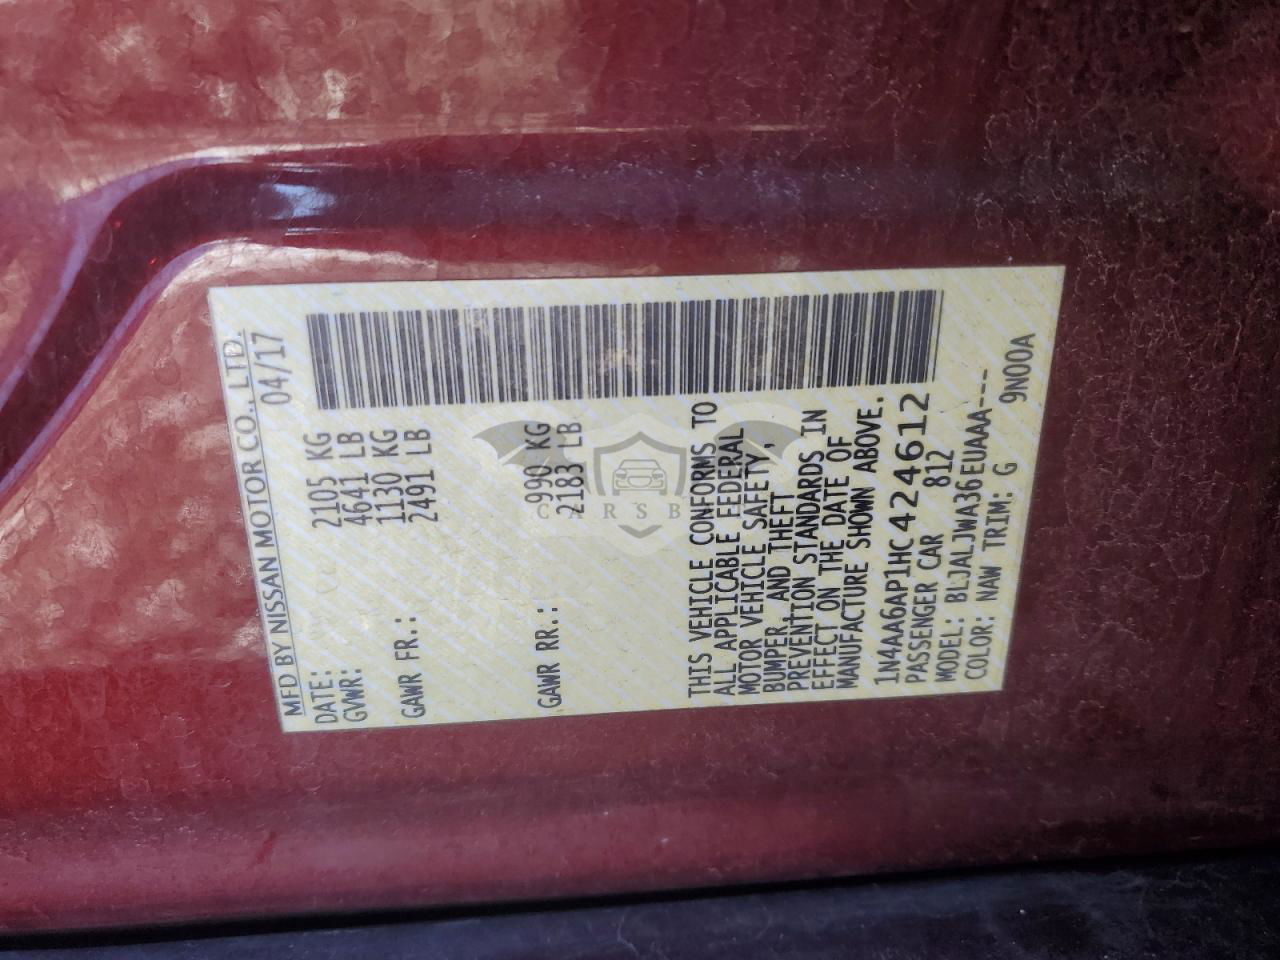 MFD BY NISSAN MOTOR CO., LTD.
DATE: 04/17
GVWR: 2105 KG
4641 LB
GAWR FR.: 1130 KG
2491 LB
GAWR RR.: 990 KG
2183 LB
THIS VEHICLE CONFORMS TO
ALL APPLICABLE FEDERAL
MOTOR VEHICLE SAFETY,
BUMPER, AND THEFT
PREVENTION STANDARDS IN
EFFECT ON THE DATE OF
MANUFACTURE SHOWN ABOVE.
1N4AA6AP1HC424612
PASSENGER CAR 812
MODEL: BLJALJWA36EUAAA---
COLOR: NAW TRIM: G 9N00A